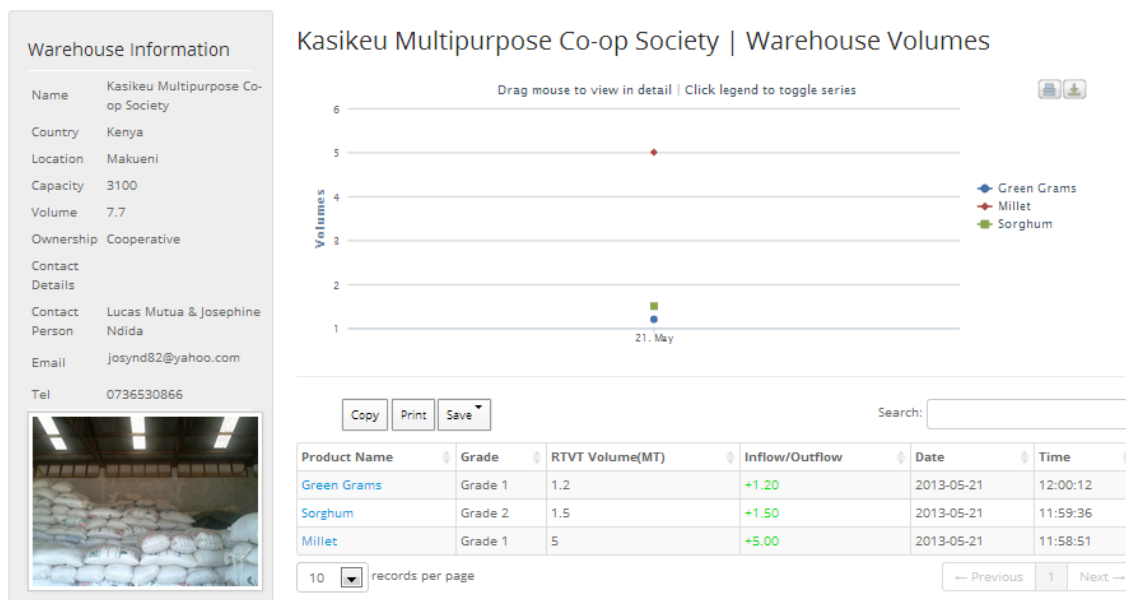 Warehouse Information
Name Kasikeu Multipurpose Co-
op Society
Country Kenya
Location Makueni
Capacity 3100
Volume 7.7
Ownership Cooperative
Contact
Details
Contact Lucas Mutua & Josephine
Person Ndida
Email josynd82@yahoo.com
Tel 0736530866
Kasikeu Multipurpose Co-op Society | Warehouse Volumes
Drag mouse to view in detail | Click legend to toggle series
6
5
4
3
2
1
Volumes
21. May
Green Grams
Millet
Sorghum
Copy Print Save
Search:
Product Name Grade RTVT Volume(MT) Inflow/Outflow Date Time
Green Grams Grade 1 1.2 +1.20 2013-05-21 12:00:12
Sorghum Grade 2 1.5 +1.50 2013-05-21 11:59:36
Millet Grade 1 5 +5.00 2013-05-21 11:58:51
10 records per page
← Previous 1 Next →